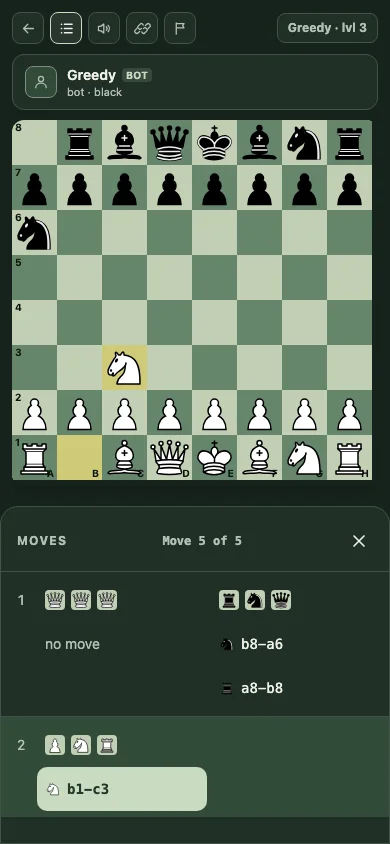 Greedy · lvl 3
Greedy BOT
bot · black
8
7
6
5
4
3
2
1 A B C D E F G H
MOVES Move 5 of 5
1
no move b8-a6
a8-b8
2
b1-c3